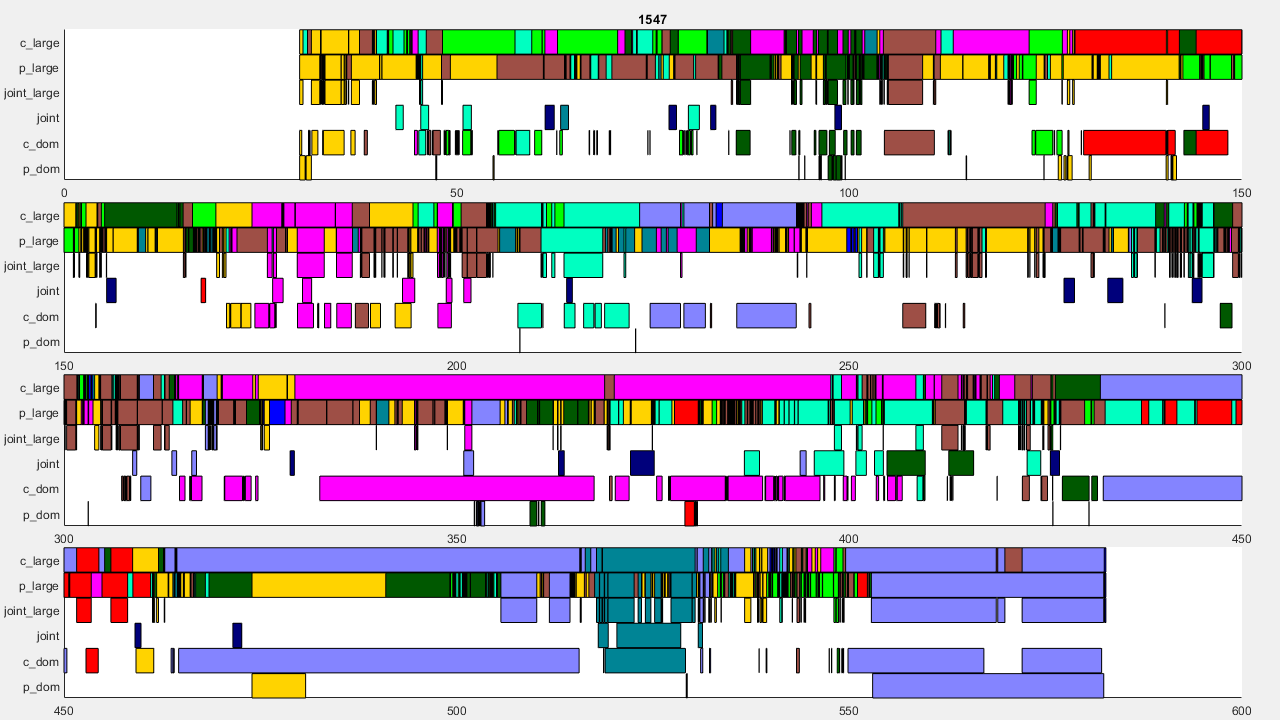 1547
c_large
p_large
joint_large
joint
c_dom
p_dom
0 50 100 150
c_large
p_large
joint_large
joint
c_dom
p_dom
150 200 250 300
c_large
p_large
joint_large
joint
c_dom
p_dom
300 350 400 450
c_large
p_large
joint_large
joint
c_dom
p_dom
450 500 550 600